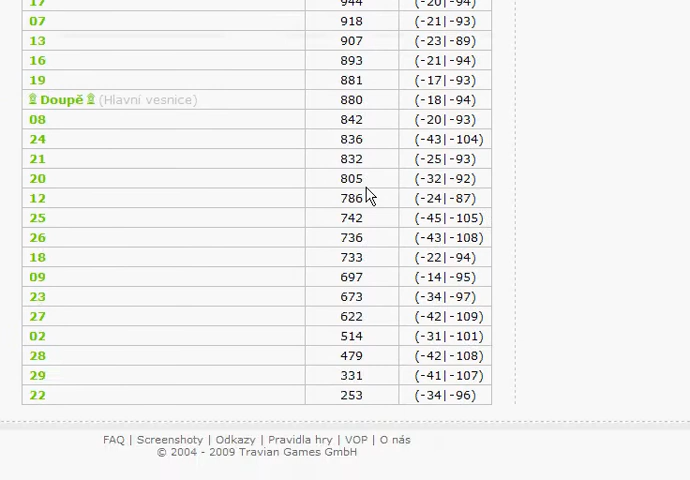 17 944 (-20|-94)
07 918 (-21|-93)
13 907 (-23|-89)
16 893 (-21|-94)
19 881 (-17|-93)
Doupě (Hlavní vesnice) 880 (-18|-94)
08 842 (-20|-93)
24 836 (-43|-104)
21 832 (-25|-93)
20 805 (-32|-92)
12 786 (-24|-87)
25 742 (-45|-105)
26 736 (-43|-108)
18 733 (-22|-94)
09 697 (-14|-95)
23 673 (-34|-97)
27 622 (-42|-109)
02 514 (-31|-101)
28 479 (-42|-108)
29 331 (-41|-107)
22 253 (-34|-96)
FAQ | Screenshoty | Odkazy | Pravidla hry | VOP | O nás
© 2004 - 2009 Travian Games GmbH